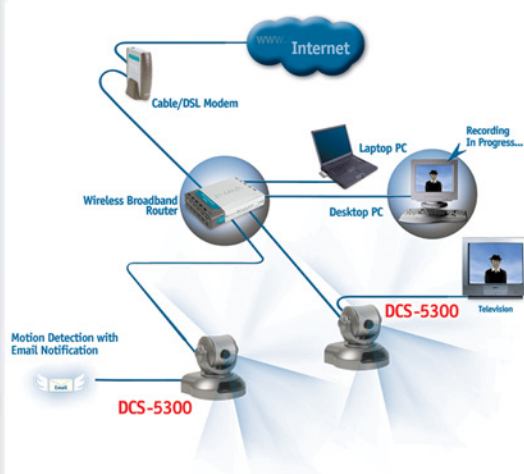 www...
Internet
Cable/DSL Modem
Recording
In Progress...
Laptop PC
Wireless Broadband
Router
Desktop PC
DCS-5300
Television
Motion Detection with
Email Notification
Email
DCS-5300